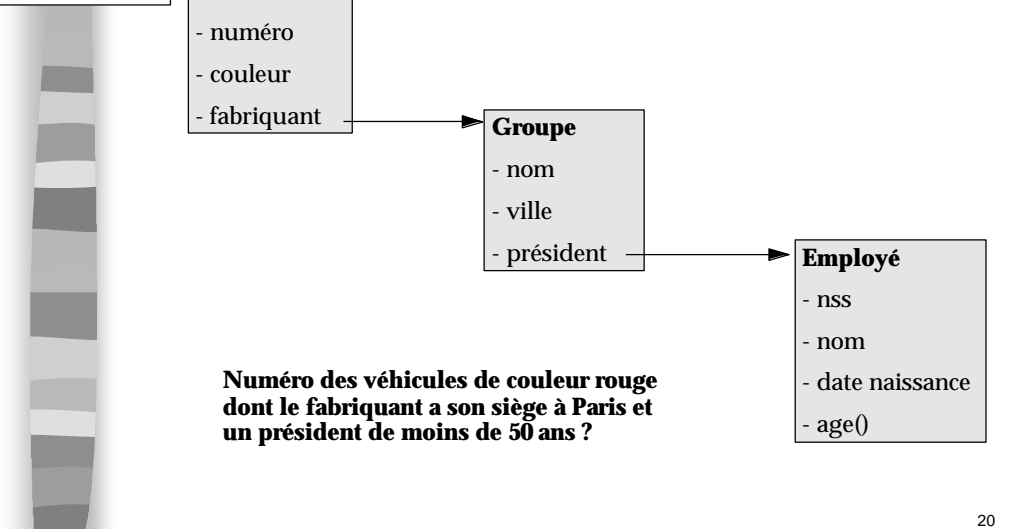 - numéro
- couleur
- fabriquant
Groupe
- nom
- ville
- président
Employé
- nss
- nom
- date naissance
- age()
Numéro des véhicules de couleur rouge
dont le fabriquant a son siège à Paris et
un président de moins de 50 ans ?
20